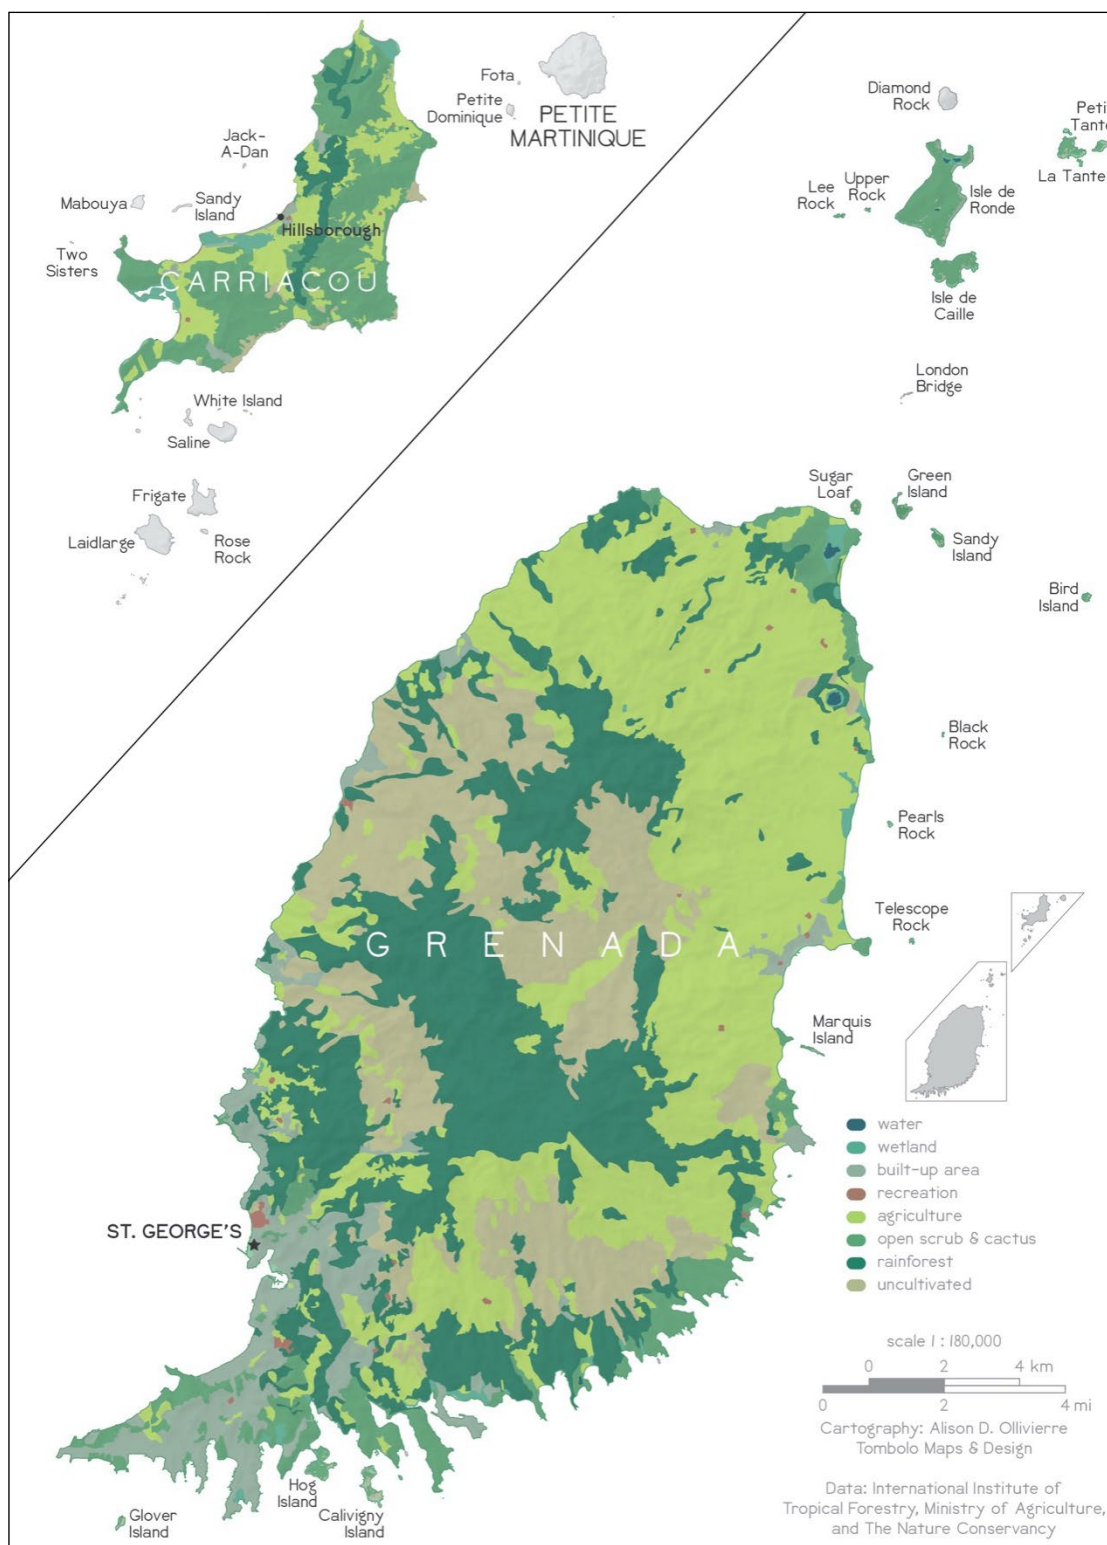 Fota
Petite
Dominique
PETITE
MARTINIQUE
Jack-
A-Dan
Mabouya
Sandy
Island
Hillsborough
Two
Sisters
CARRIACOU
White Island
Saline
Frigate
Laidlarge
Rose
Rock
Diamond
Rock
La Tante
Lee
Rock
Upper
Rock
Isle de
Ronde
Isle de
Caille
London
Bridge
Sugar
Loaf
Green
Island
Sandy
Island
Bird
Island
Black
Rock
Pearls
Rock
Telescope
Rock
GRENADA
Marquis
Island
ST. GEORGE'S
Hog
Island
Calivigny
Island
Glover
Island
water
wetland
built-up area
recreation
agriculture
open scrub & cactus
rainforest
uncultivated
scale 1 : 180,000
0 2 4 km
0 2 4 mi
Cartography: Alison D. Ollivierre
Tombolo Maps & Design
Data: International Institute of
Tropical Forestry, Ministry of Agriculture,
and The Nature Conservancy